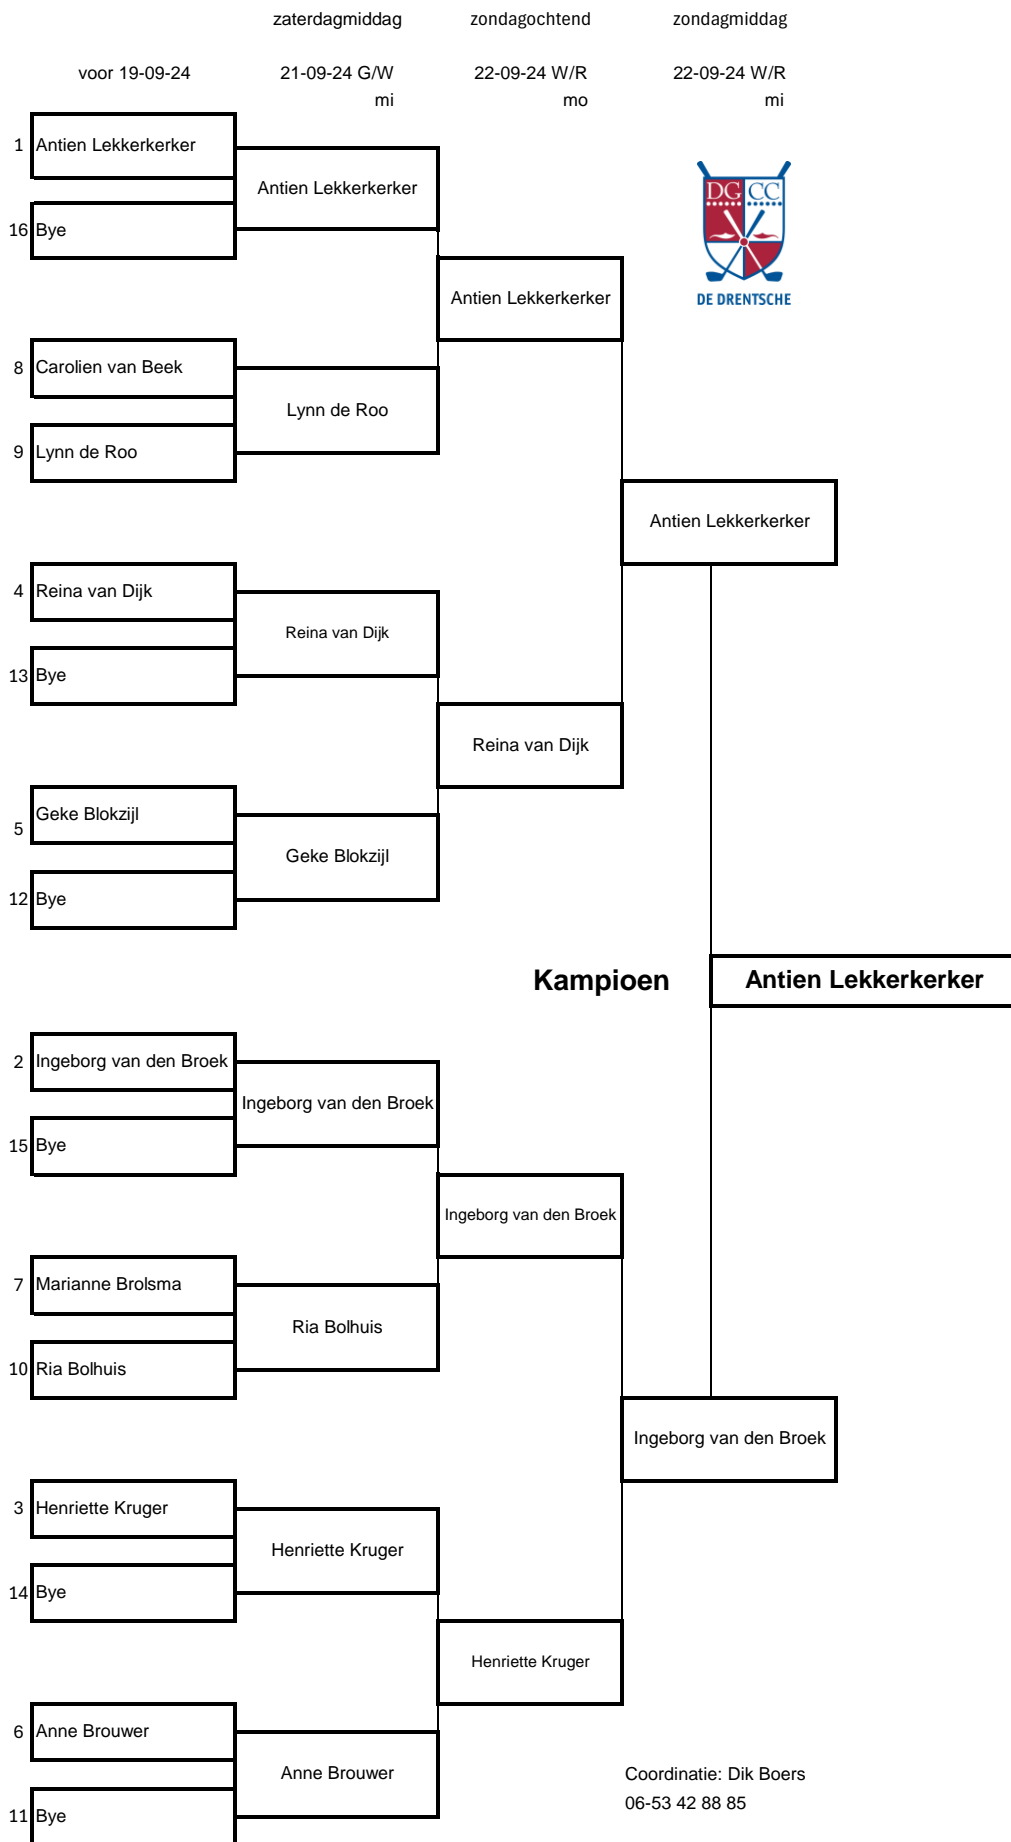 zaterdagmiddag zondagochtend zondagmiddag
voor 19-09-24 21-09-24 G/W 22-09-24 W/R 22-09-24 W/R
mi mo mi
1 Antien Lekkerkerker
Antien Lekkerkerker
DG CC
16 Bye
Antien Lekkerkerker
DE DRENTSCHE
8 Carolien van Beek
Lynn de Roo
9 Lynn de Roo
Antien Lekkerkerker
4 Reina van Dijk
Reina van Dijk
13 Bye
Reina van Dijk
5 Geke Blokzijl
Geke Blokzijl
12 Bye
Kampioen Antien Lekkerkerker
2 Ingeborg van den Broek
Ingeborg van den Broek
15 Bye
Ingeborg van den Broek
7 Marianne Brolsma
Ria Bolhuis
10 Ria Bolhuis
Ingeborg van den Broek
3 Henriette Kruger
Henriette Kruger
14 Bye
Henriette Kruger
6 Anne Brouwer
Anne Brouwer
Coordinatie: Dik Boers
06-53 42 88 85
11 Bye